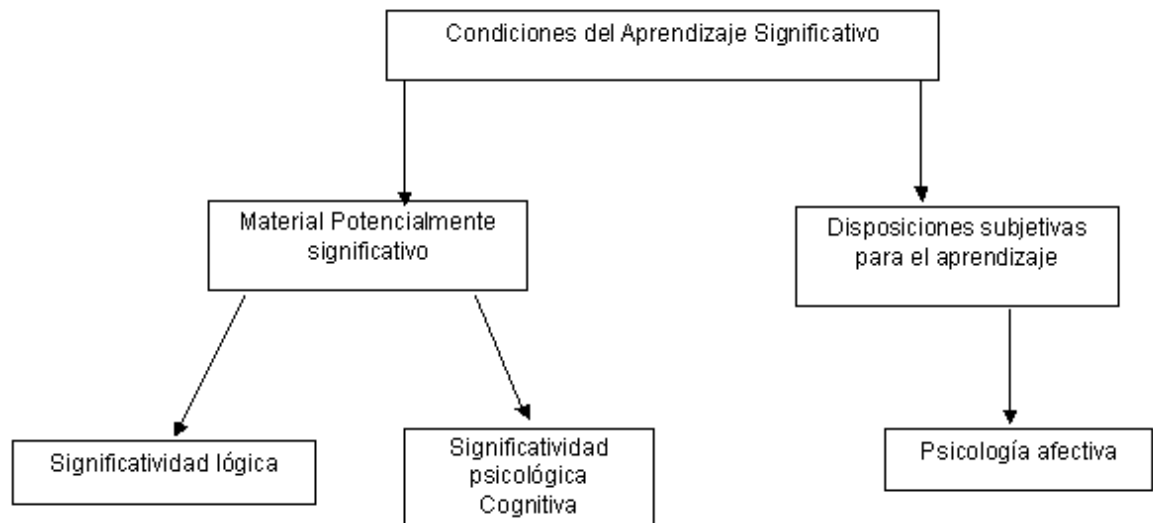 Condiciones del Aprendizaje Significativo
Material Potencialmente
significativo
Disposiciones subjetivas
para el aprendizaje
Significatividad lógica
Significatividad
psicológica
Cognitiva
Psicología afectiva